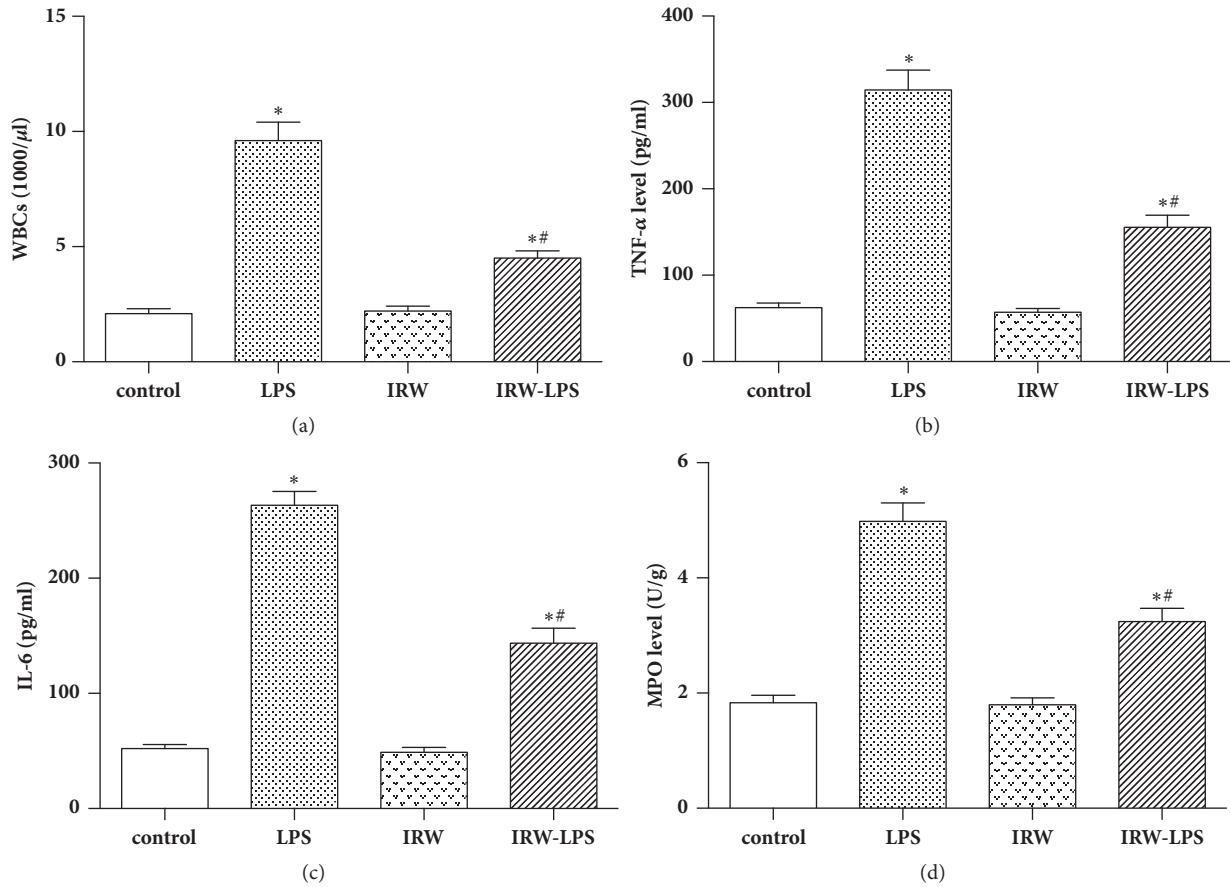 WBCs (1000/μl)
15
10
5
0
*
*#
control LPS IRW IRW-LPS
(a)
TNF-α level (pg/ml)
400
300
200
100
0
*
*#
control LPS IRW IRW-LPS
(b)
IL-6 (pg/ml)
300
200
100
0
*
*#
control LPS IRW IRW-LPS
(c)
MPO level (U/g)
6
4
2
0
*
*#
control LPS IRW IRW-LPS
(d)